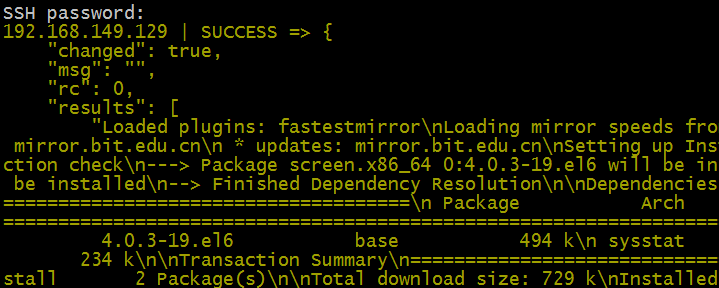 SSH password:
192.168.149.129 | SUCCESS => {
    "changed": true,
    "msg": "",
    "rc": 0,
    "results": [
        "Loaded plugins: fastestmirror\nLoading mirror speeds fro
 mirror.bit.edu.cn\n * updates: mirror.bit.edu.cn\nSetting up Ins
ction check\n---> Package screen.x86_64 0:4.0.3-19.el6 will be in
 be installed\n--> Finished Dependency Resolution\n\nDependencies
=====================================\n Package           Arch
=================================================================
         4.0.3-19.el6           base           494 k\n sysstat
       234 k\n\nTransaction Summary\n============================
stall       2 Package(s)\n\nTotal download size: 729 k\nInstalled